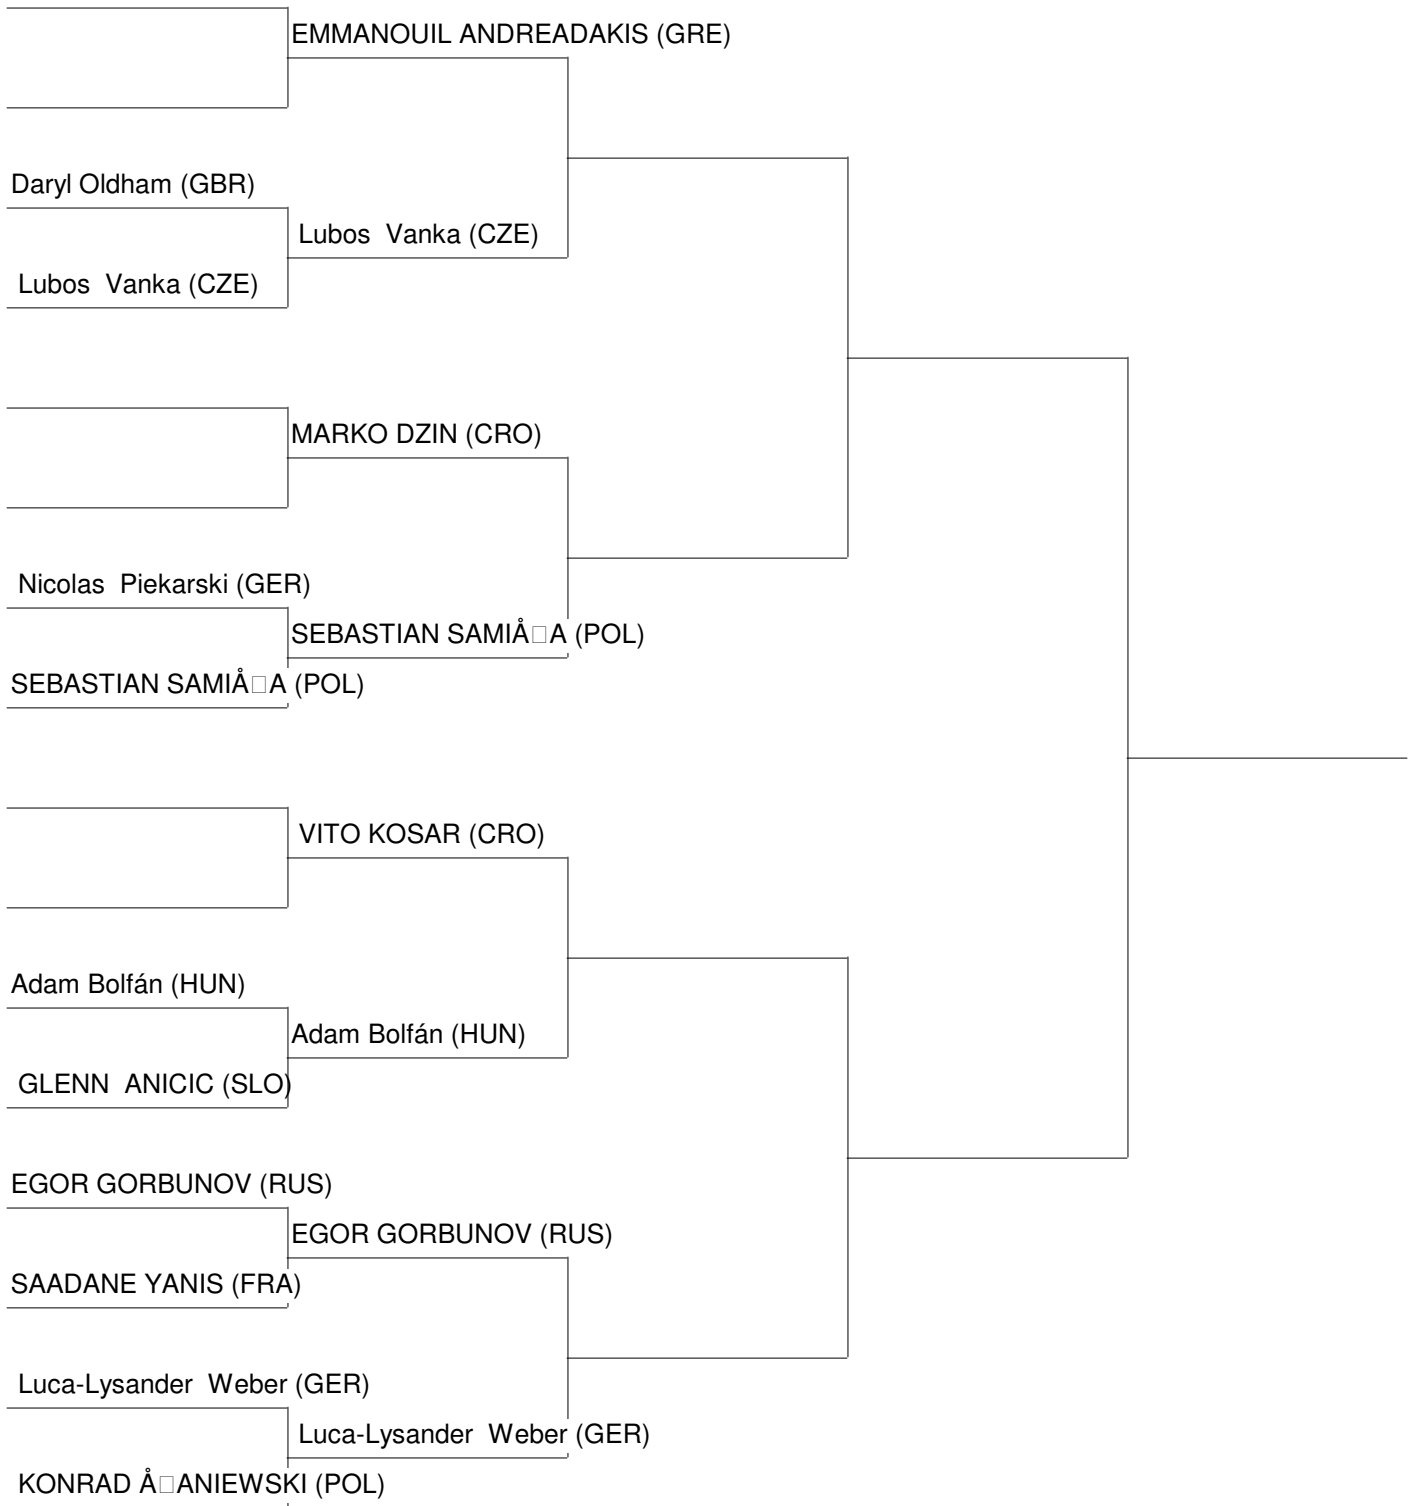 EMMANOUIL ANDREADAKIS (GRE)
Daryl Oldham (GBR)
Lubos  Vanka (CZE)
Lubos  Vanka (CZE)
MARKO DZIN (CRO)
Nicolas  Piekarski (GER)
SEBASTIAN SAMIÅ□A (POL)
SEBASTIAN SAMIÅ□A (POL)
VITO KOSAR (CRO)
Adam Bolfán (HUN)
Adam Bolfán (HUN)
GLENN  ANICIC (SLO)
EGOR GORBUNOV (RUS)
EGOR GORBUNOV (RUS)
SAADANE YANIS (FRA)
Luca-Lysander  Weber (GER)
Luca-Lysander  Weber (GER)
KONRAD Å□ANIEWSKI (POL)